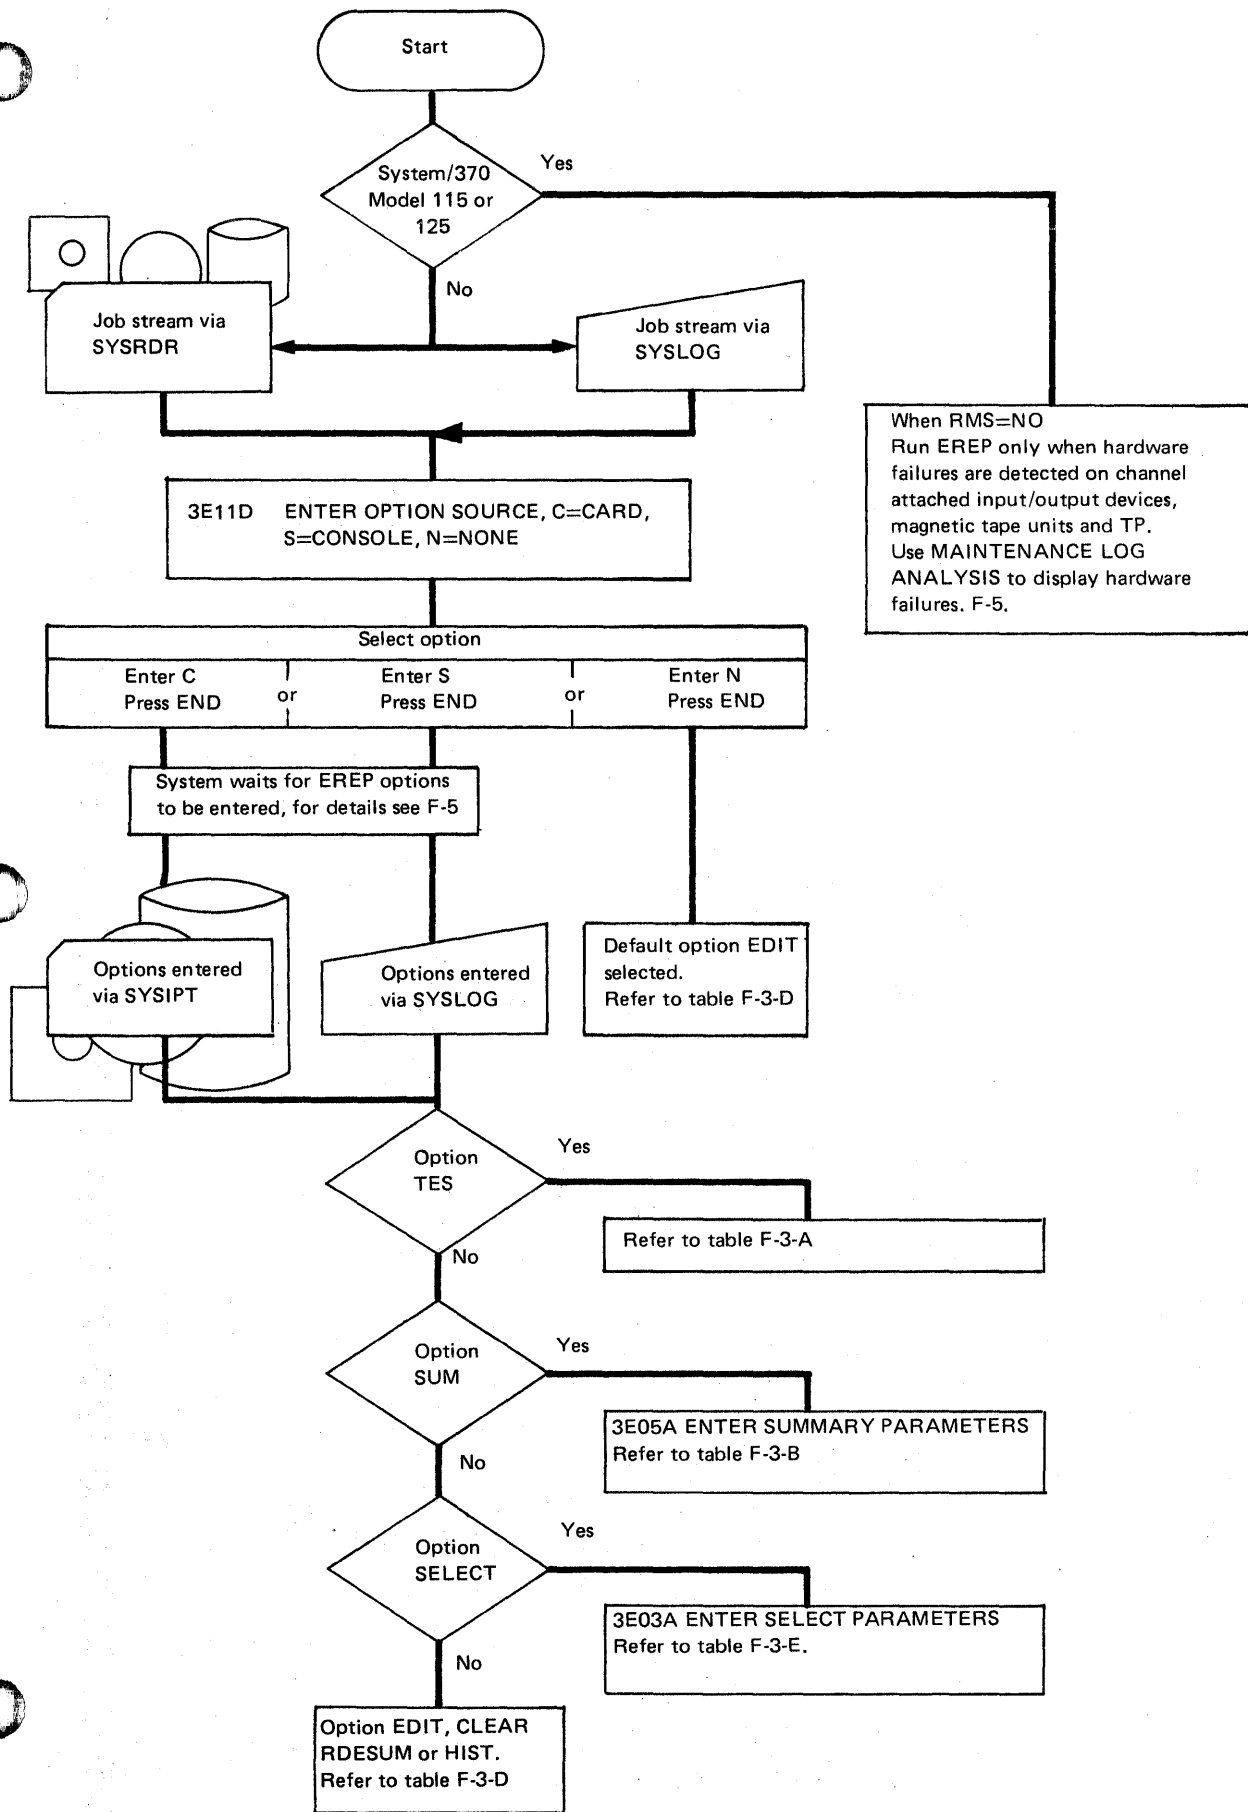 Start
System/370
Model 115 or
125
Yes
No
Job stream via
SYSRDR
Job stream via
SYSLOG
When RMS=NO
Run EREP only when hardware
failures are detected on channel
attached input/output devices,
magnetic tape units and TP.
Use MAINTENANCE LOG
ANALYSIS to display hardware
failures. F-5.
3E11D ENTER OPTION SOURCE, C=CARD,
S=CONSOLE, N=NONE
Select option
Enter C
Press END
or
Enter S
Press END
or
Enter N
Press END
System waits for EREP options
to be entered, for details see F-5
Options entered
via SYSIPT
Options entered
via SYSLOG
Default option EDIT
selected.
Refer to table F-3-D
Option
TES
Yes
Refer to table F-3-A
No
Option
SUM
Yes
3E05A ENTER SUMMARY PARAMETERS
Refer to table F-3-B
No
Option
SELECT
Yes
3E03A ENTER SELECT PARAMETERS
Refer to table F-3-E.
No
Option EDIT, CLEAR
RDESUM or HIST.
Refer to table F-3-D